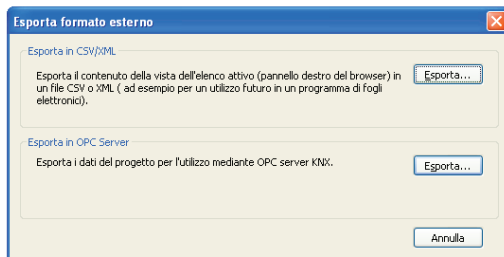 Esporta formato esterno
Esporta in CSV/XML
Esporta il contenuto della vista dell'elenco attivo (pannello destro del browser) in
un file CSV o XML ( ad esempio per un utilizzo futuro in un programma di fogli
elettronici).
Esporta...
Esporta in OPC Server
Esporta i dati del progetto per l'utilizzo mediante OPC server KNX.
Esporta...
Annulla